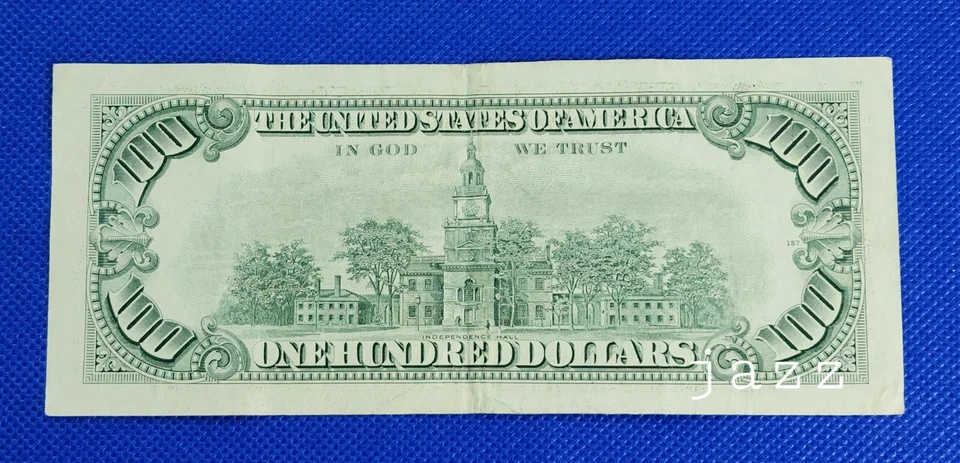 THE UNITED STATES OF AMERICA
IN GOD WE TRUST
100
100
157
100
100
INDEPENDENCE HALL
ONE HUNDRED DOLLARS
jazz